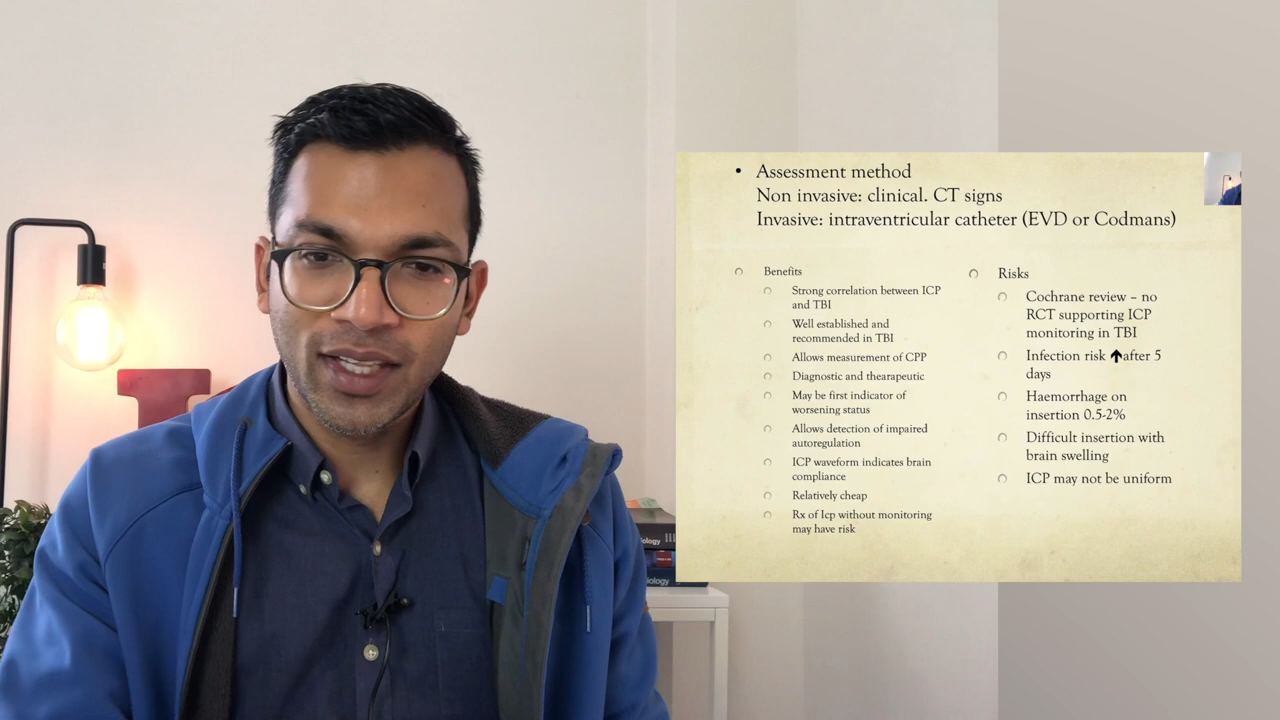 • Assessment method
Non invasive: clinical. CT signs
Invasive: intraventricular catheter (EVD or Codmans)
Benefits
Strong correlation between ICP
and TBI
Well established and
recommended in TBI
Allows measurement of CPP
Diagnostic and thearapeutic
May be first indicator of
worsening status
Allows detection of impaired
autoregulation
ICP waveform indicates brain
compliance
Relatively cheap
Rx of Icp without monitoring
may have risk
Risks
Cochrane review – no
RCT supporting ICP
monitoring in TBI
Infection risk ↑after 5
days
Haemorrhage on
insertion 0.5-2%
Difficult insertion with
brain swelling
ICP may not be uniform